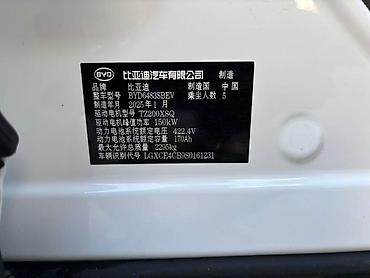 BYD 比亚迪汽车有限公司 制造
品牌 比亚迪 制造国 中国
整车型号 BYD6483SBEV 乘坐人数 5
制造年月 2025年1月
驱动电机型号 TZ200XSQ
驱动电机峰值功率 150kW
动力电池系统额定电压 422.4V
动力电池系统额定容量 170Ah
最大允许总质量 2295kg
车辆识别代号 LGXCE4CB9S0161231